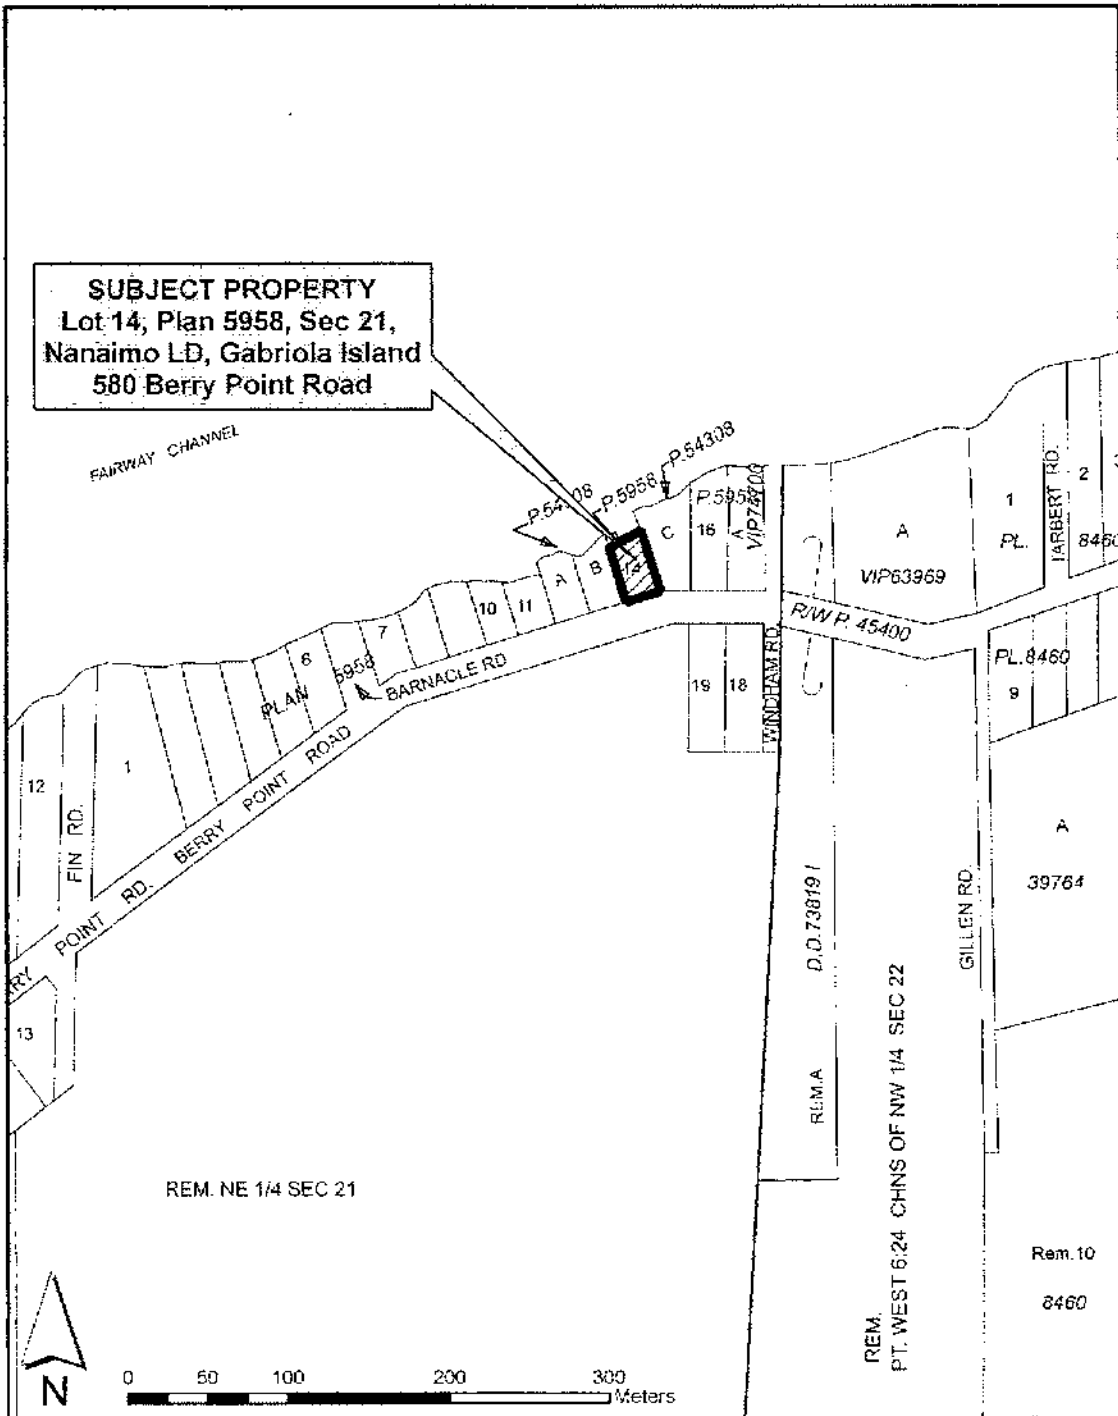 SUBJECT PROPERTY
Lot 14, Plan 5958, Sec 21,
Nanaimo LD, Gabriola Island
580 Berry Point Road
FAIRWAY CHANNEL
P.54308
P.5958
P.54308
P.5958
A
VIP74700
A
B
14
C
16
A
VIP63969
1
PL.
TARBERT RD.
2
8460
R/W P. 45400
PL.8460
9
6
7
10
11
PLAN 5958
BARNACLE RD
19
18
WINDHAM RD.
12
FIN RD.
1
BERRY POINT ROAD
POINT RD.
13
D.D.73819 I
GILLEN RD.
A
39764
REM.A
REM. NE 1/4 SEC 21
REM.
PT. WEST 6.24 CHNS OF NW 1/4 SEC 22
Rem.10
8460
N
0 50 100 200 300
Meters